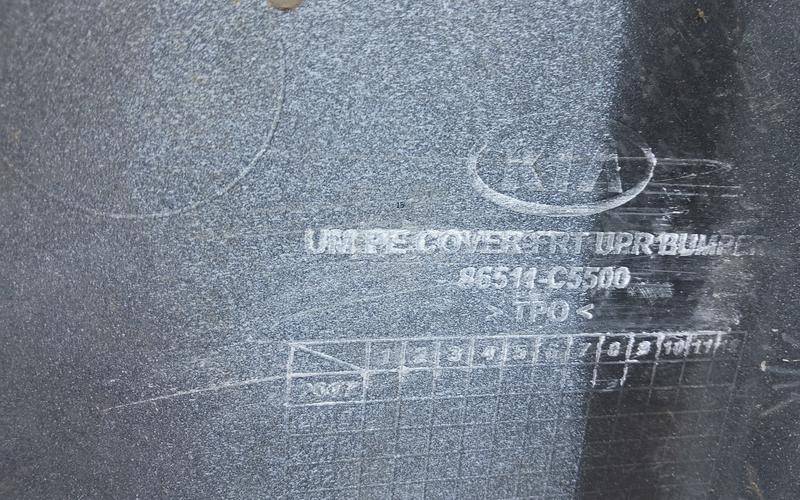 KIA
UM PE COVER-FRT UPR BUMPER
86511-C5500
> TPO <
1 2 3 4 5 6 7 8 9 10 11 12